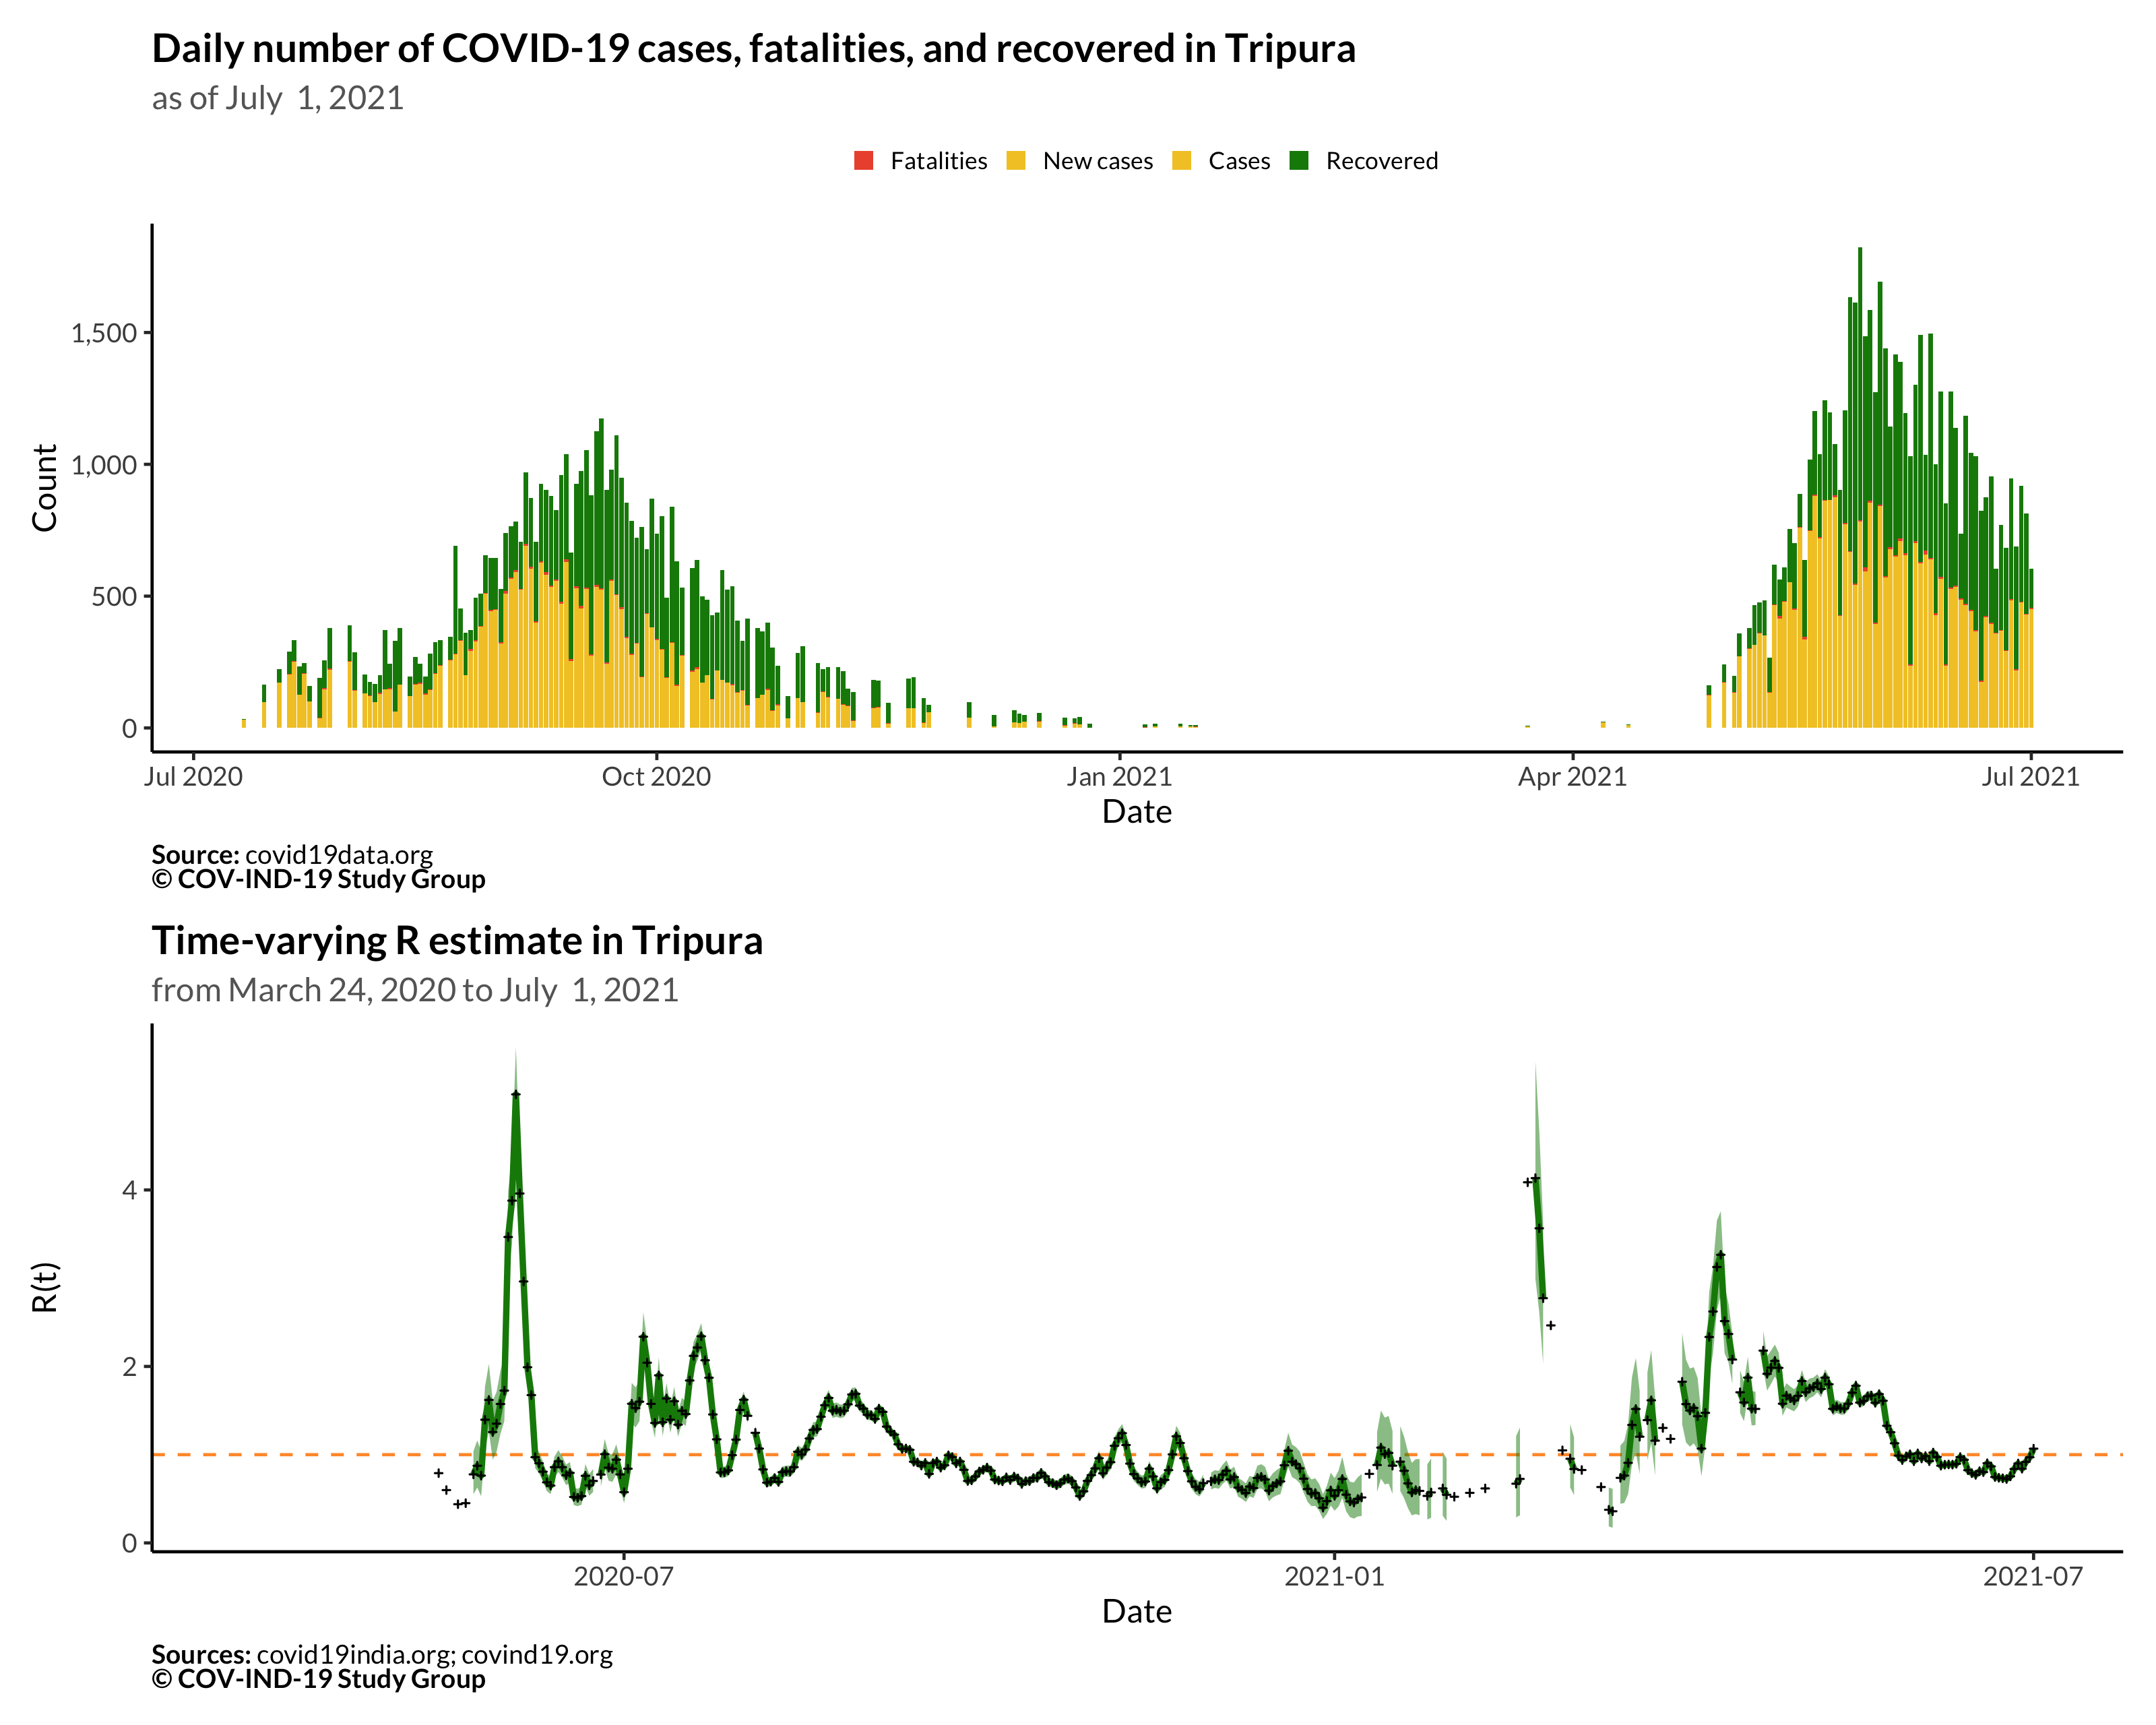 Daily number of COVID-19 cases, fatalities, and recovered in Tripura
as of July  1, 2021
Fatalities New cases Cases Recovered
Count
1,500
1,000
500
0
Jul 2020 Oct 2020 Jan 2021 Apr 2021 Jul 2021
Date
Source: covid19data.org
© COV-IND-19 Study Group
Time-varying R estimate in Tripura
from March 24, 2020 to July  1, 2021
R(t)
4
2
0
2020-07 2021-01 2021-07
Date
Sources: covid19india.org; covind19.org
© COV-IND-19 Study Group